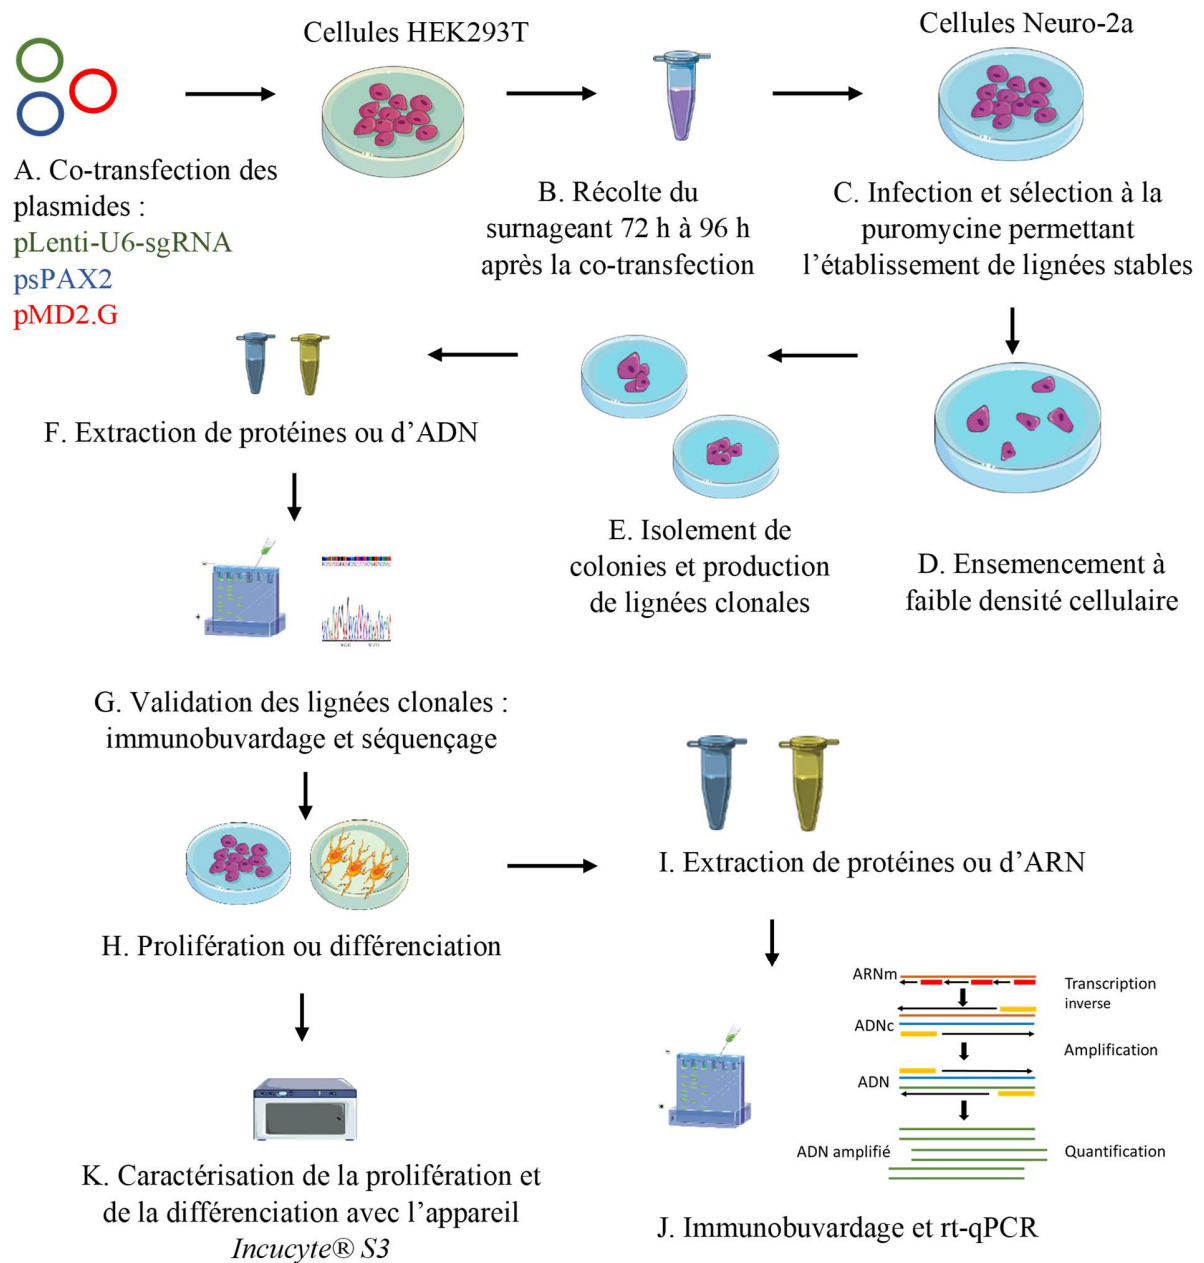 Cellules HEK293T
Cellules Neuro-2a
A. Co-transfection des
plasmides :
pLenti-U6-sgRNA
psPAX2
pMD2.G
B. Récolte du
surnageant 72 h à 96 h
après la co-transfection
C. Infection et sélection à la
puromycine permettant
l’établissement de lignées stables
D. Ensemencement à
faible densité cellulaire
E. Isolement de
colonies et production
de lignées clonales
F. Extraction de protéines ou d’ADN
G. Validation des lignées clonales :
immunobuvardage et séquençage
H. Prolifération ou différenciation
I. Extraction de protéines ou d’ARN
ARNm
Transcription
inverse
ADNc
Amplification
ADN
ADN amplifié
Quantification
J. Immunobuvardage et rt-qPCR
K. Caractérisation de la prolifération et
de la différenciation avec l’appareil
Incucyte® S3